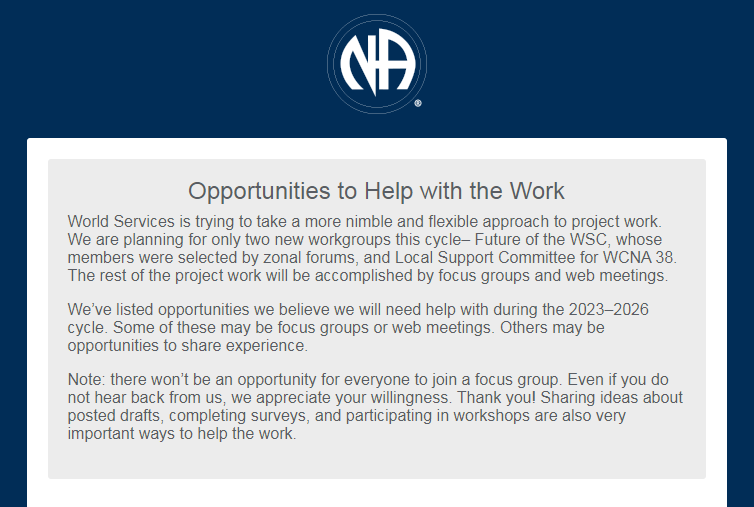 NA
®
Opportunities to Help with the Work
World Services is trying to take a more nimble and flexible approach to project work.
We are planning for only two new workgroups this cycle– Future of the WSC, whose
members were selected by zonal forums, and Local Support Committee for WCNA 38.
The rest of the project work will be accomplished by focus groups and web meetings.
We’ve listed opportunities we believe we will need help with during the 2023–2026
cycle. Some of these may be focus groups or web meetings. Others may be
opportunities to share experience.
Note: there won’t be an opportunity for everyone to join a focus group. Even if you do
not hear back from us, we appreciate your willingness. Thank you! Sharing ideas about
posted drafts, completing surveys, and participating in workshops are also very
important ways to help the work.